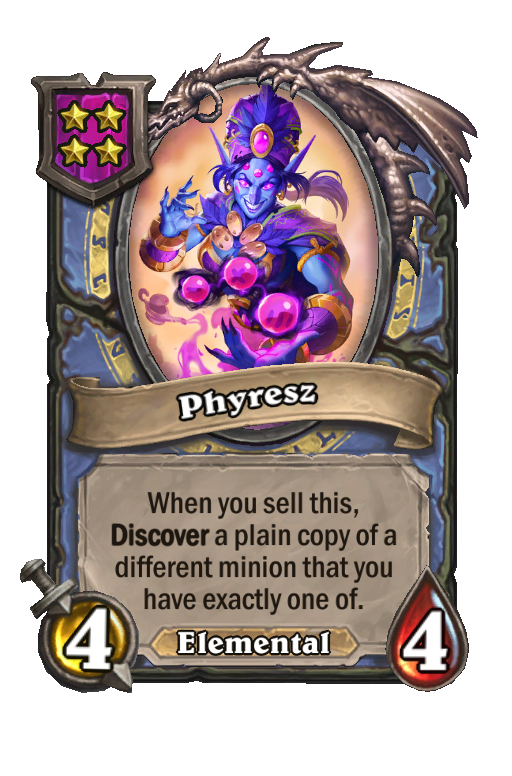 Phyresz
When you sell this,
Discover a plain copy of a
different minion that you
have exactly one of.
4
Elemental
4